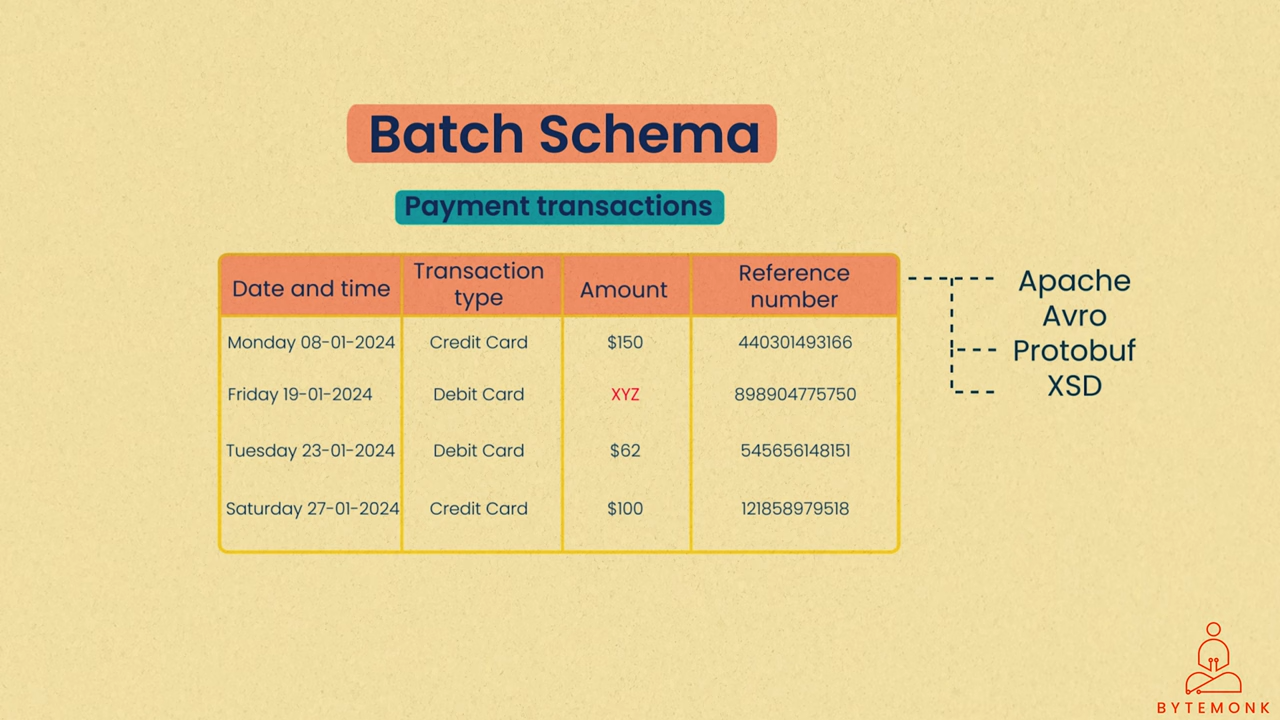 Batch Schema
Payment transactions
Date and time
Transaction
type
Amount
Reference
number
Monday 08-01-2024 Credit Card $150 440301493166
Friday 19-01-2024 Debit Card XYZ 898904775750
Tuesday 23-01-2024 Debit Card $62 545656148151
Saturday 27-01-2024 Credit Card $100 121858979518
Apache
Avro
Protobuf
XSD
BYTEMONK